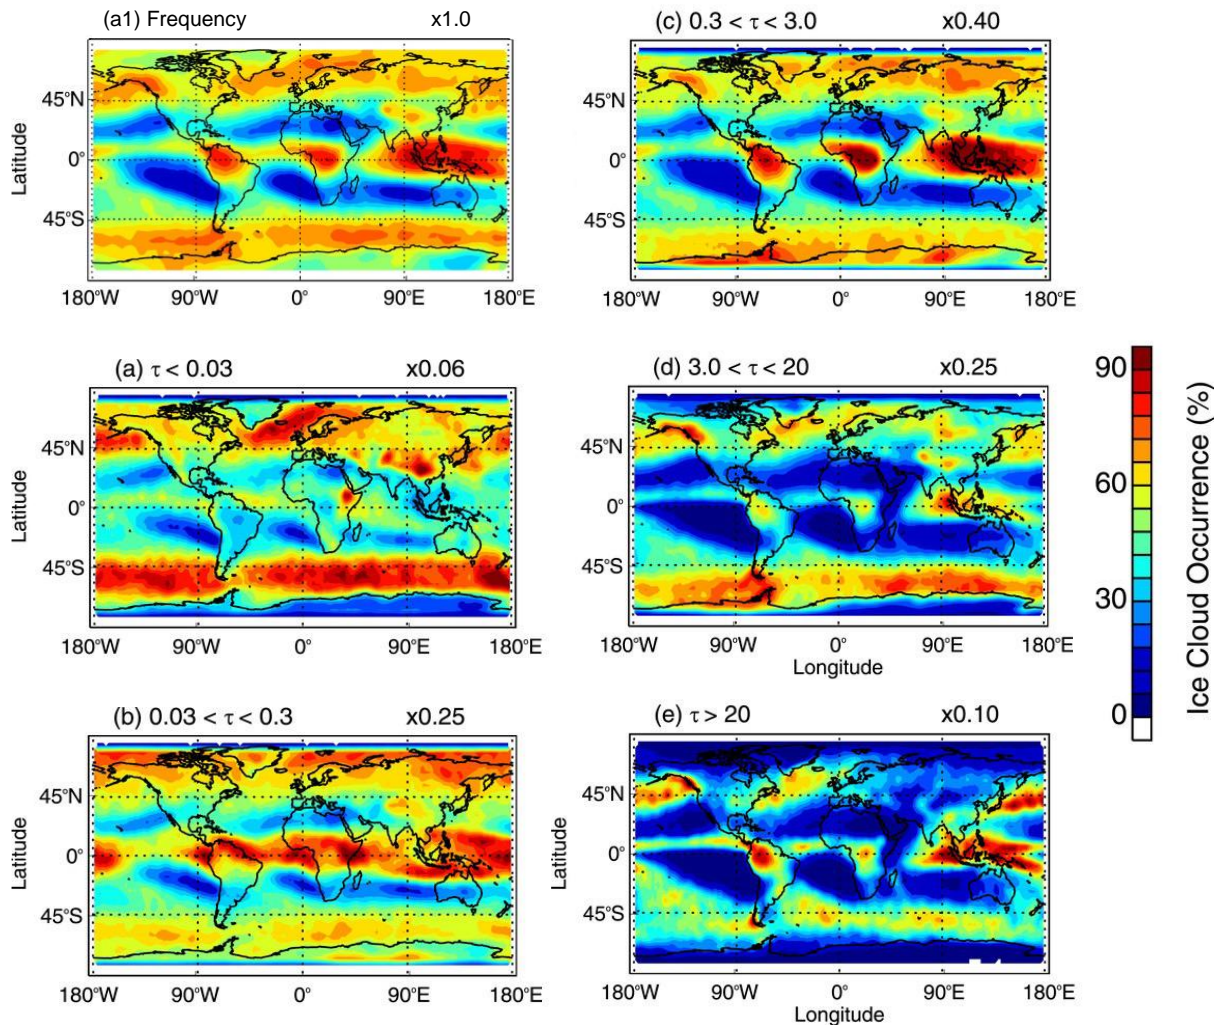 (a1) Frequency x1.0
45°N
0°
45°S
Latitude
180°W 90°W 0° 90°E 180°E
(c) 0.3 < τ < 3.0 x0.40
45°N
0°
45°S
180°W 90°W 0° 90°E 180°E
(a) τ < 0.03 x0.06
45°N
0°
45°S
Latitude
180°W 90°W 0° 90°E 180°E
(d) 3.0 < τ < 20 x0.25
45°N
0°
45°S
180°W 90°W 0° 90°E 180°E
Longitude
(b) 0.03 < τ < 0.3 x0.25
45°N
0°
45°S
Latitude
180°W 90°W 0° 90°E 180°E
(e) τ > 20 x0.10
45°N
0°
45°S
Latitude
180°W 90°W 0° 90°E 180°E
Longitude
90
60
30
0
Ice Cloud Occurrence (%)